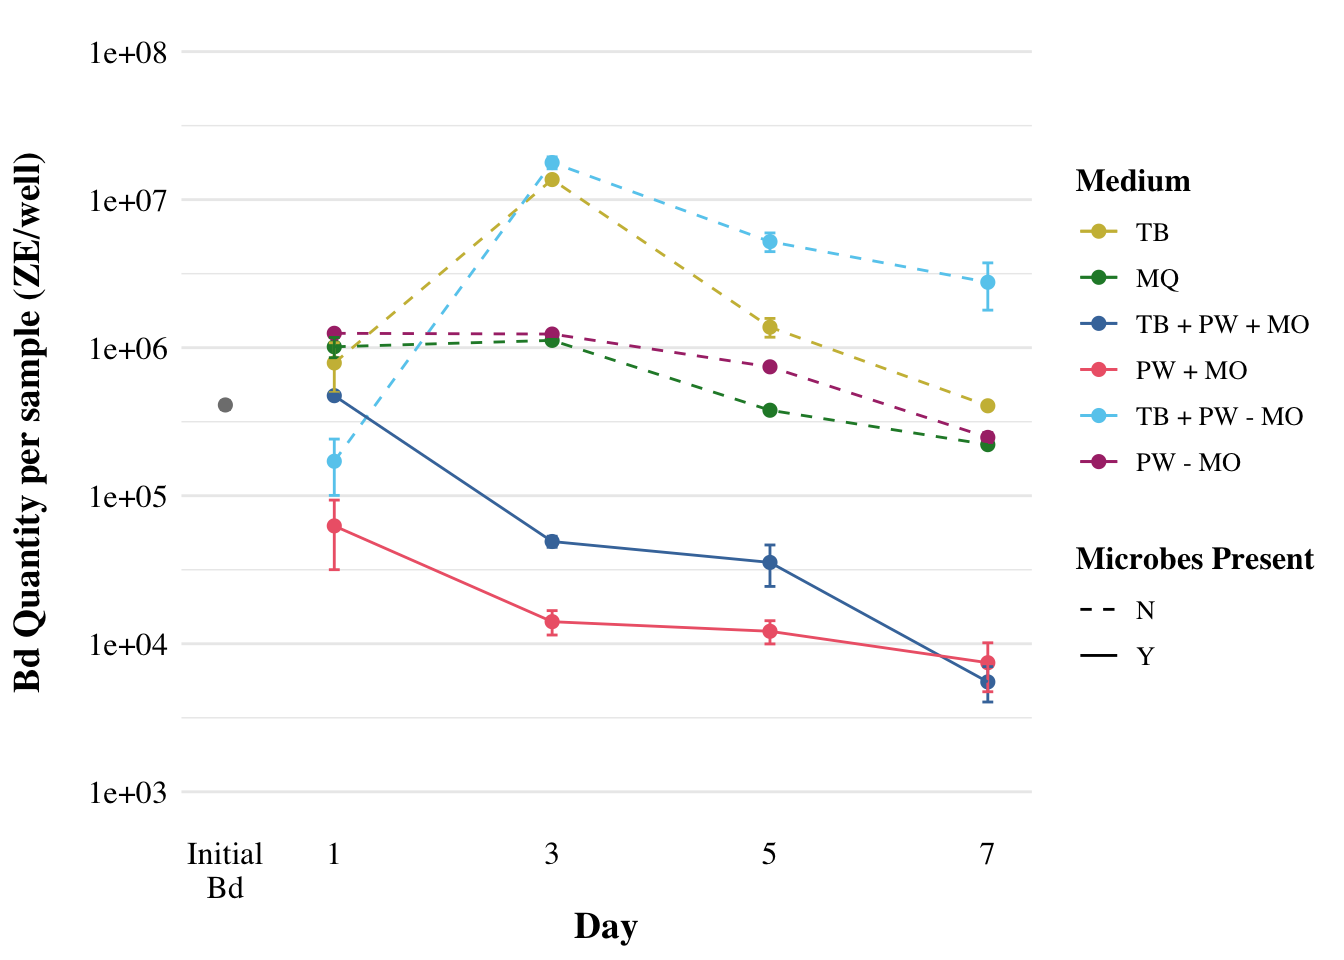 Bd Quantity per sample (ZE/well)
1e+08
1e+07
1e+06
1e+05
1e+04
1e+03
Initial
Bd
1
3
5
7
Day
Medium
TB
MQ
TB + PW + MO
PW + MO
TB + PW - MO
PW - MO
Microbes Present
N
Y